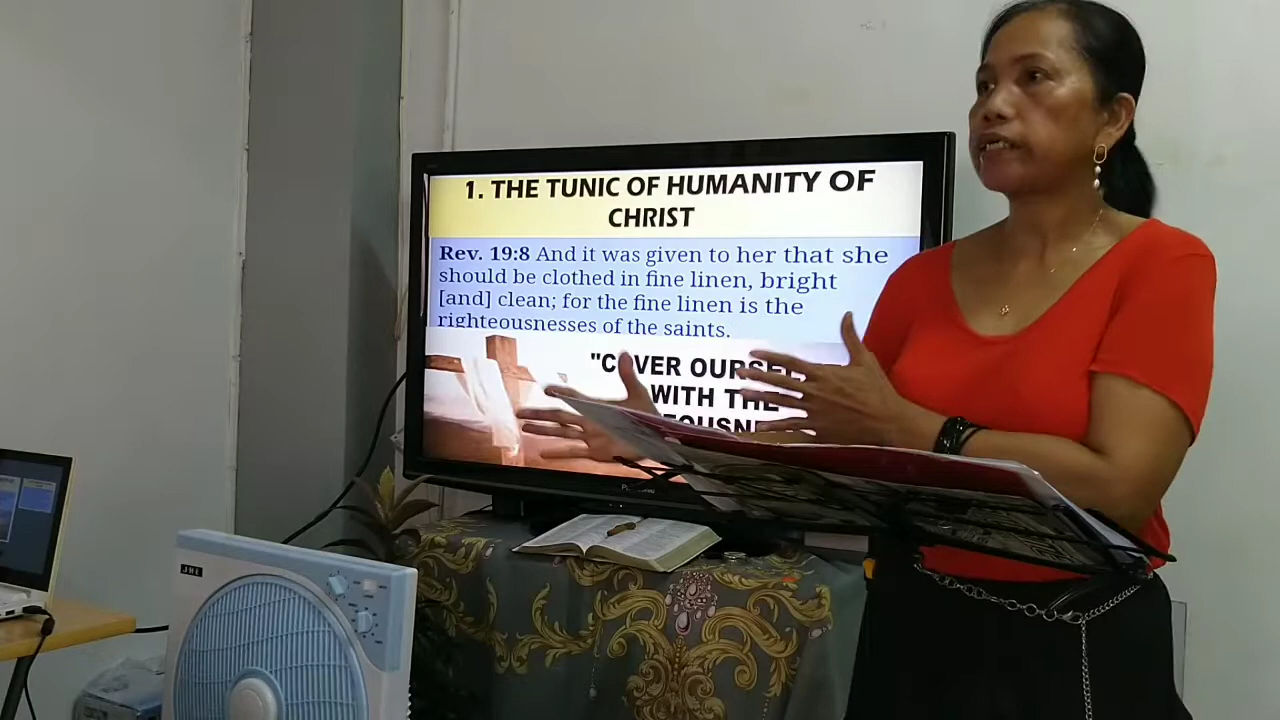 1. THE TUNIC OF HUMANITY OF
CHRIST
Rev. 19:8 And it was given to her that she
should be clothed in fine linen, bright
[and] clean; for the fine linen is the
righteousnesses of the saints.
WITH THE
JHE